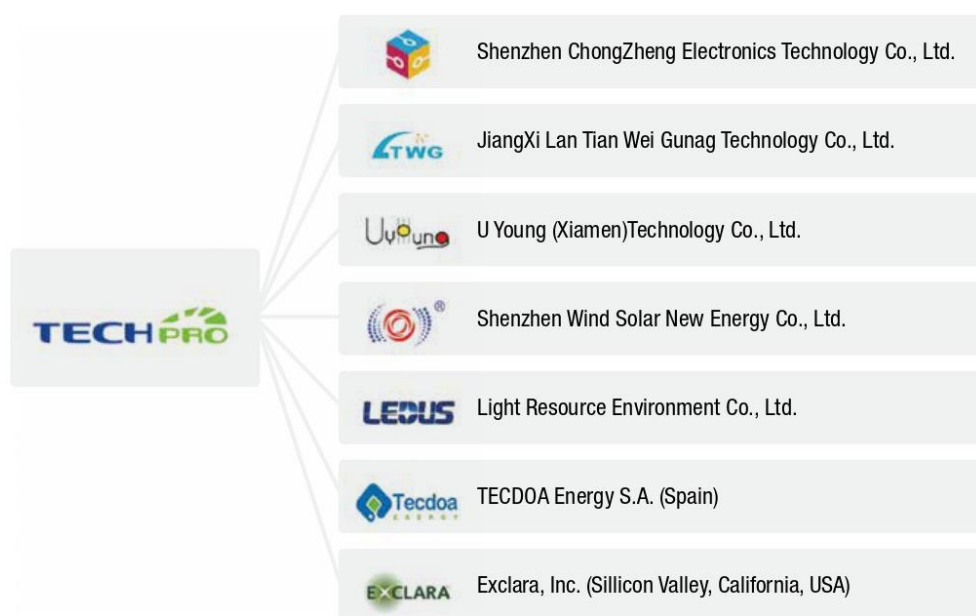 Shenzhen ChongZheng Electronics Technology Co., Ltd.
TWG
JiangXi Lan Tian Wei Gunag Technology Co., Ltd.
Uyoung
U Young (Xiamen)Technology Co., Ltd.
TECHPRO
®
Shenzhen Wind Solar New Energy Co., Ltd.
LEDUS
Light Resource Environment Co., Ltd.
Tecdoa
ENERGY
TECDOA Energy S.A. (Spain)
EXCLARA
Exclara, Inc. (Sillicon Valley, California, USA)